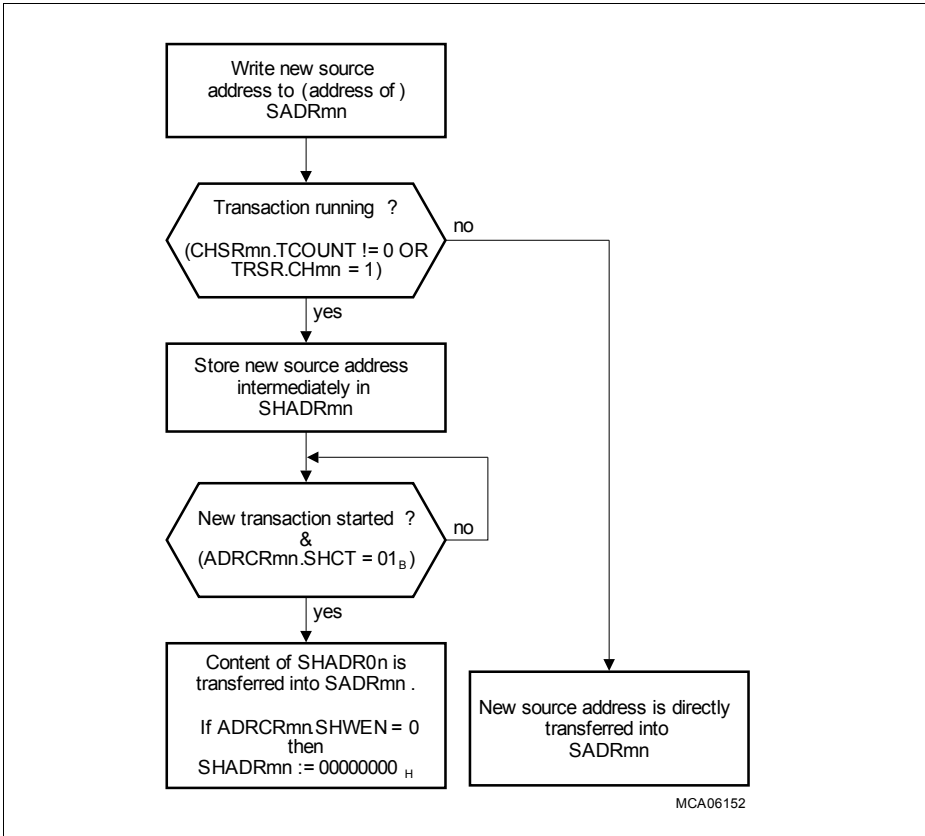 Write new source
address to (address of )
SADRmn
Transaction running ?
(CHSRmn.TCOUNT != 0 OR
TRSR.CHmn = 1)
no
yes
Store new source address
intermediately in
SHADRmn
New transaction started ?
&
(ADRCRmn.SHCT = 01B)
no
yes
Content of SHADR0n is
transferred into SADRmn .
If ADRCRmn.SHWEN = 0
then
SHADRmn := 00000000 H
New source address is directly
transferred into
SADRmn
MCA06152